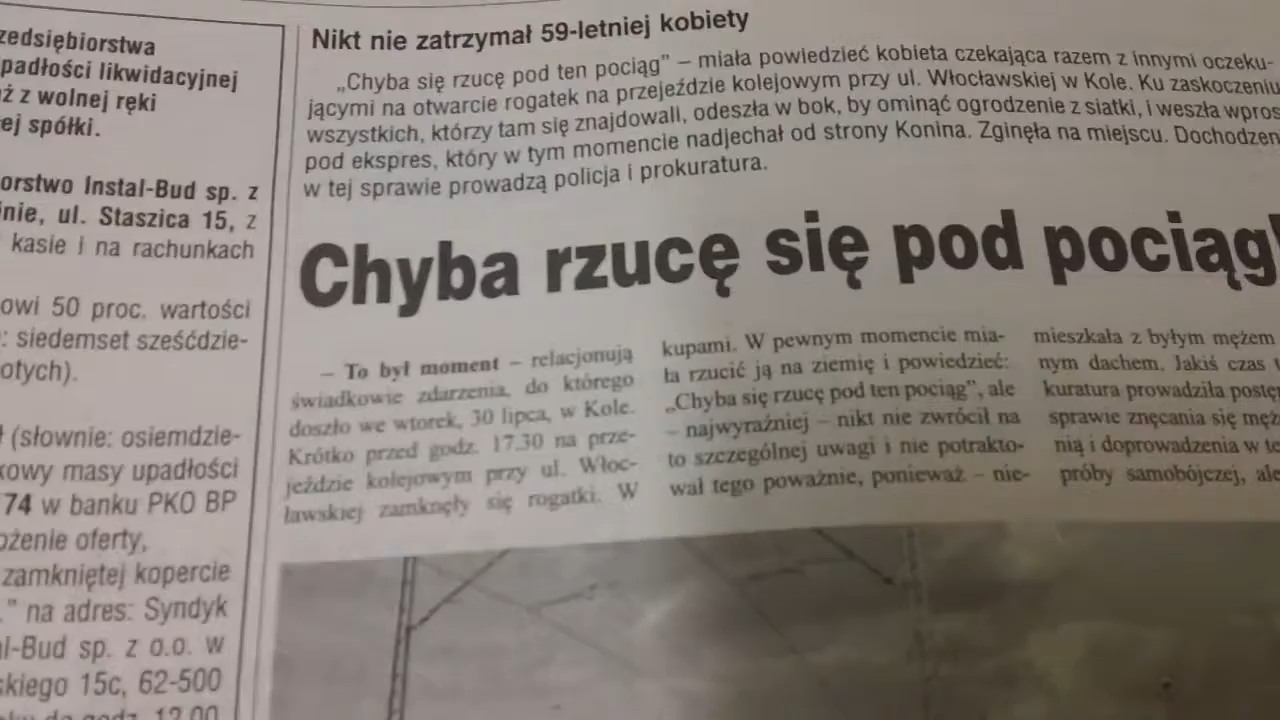 zedsiębiorstwa
padłości likwidacyjnej
ż z wolnej ręki
ej spółki.
orstwo Instal-Bud sp. z
nie, ul. Staszica 15, z
kasie i na rachunkach
owi 50 proc. wartości
: siedemset sześćdzie-
otych).
ł (słownie: osiemdzie-
kowy masy upadłości
74 w banku PKO BP
ożenie oferty,
zamkniętej kopercie
." na adres: Syndyk
al-Bud sp. z o.o. w
skiego 15c, 62-500
do godz. 12.00
Nikt nie zatrzymał 59-letniej kobiety
„Chyba się rzucę pod ten pociąg” – miała powiedzieć kobieta czekająca razem z innymi oczeku-
jącymi na otwarcie rogatek na przejeździe kolejowym przy ul. Włocławskiej w Kole. Ku zaskoczeniu
wszystkich, którzy tam się znajdowali, odeszła w bok, by ominąć ogrodzenie z siatki, i weszła wpros
pod ekspres, który w tym momencie nadjechał od strony Konina. Zginęła na miejscu. Dochodzen
w tej sprawie prowadzą policja i prokuratura.
Chyba rzucę się pod pociąg!
– To był moment – relacjonują
świadkowie zdarzenia, do którego
doszło we wtorek, 30 lipca, w Kole.
Krótko przed godz. 17.30 na prze-
jeździe kolejowym przy ul. Włoc-
ławskiej zamknęły się rogatki. W
kupami. W pewnym momencie mia-
ła rzucić ją na ziemię i powiedzieć:
„Chyba się rzucę pod ten pociąg”, ale
– najwyraźniej – nikt nie zwrócił na
to szczególnej uwagi i nie potrakto-
wał tego poważnie, ponieważ – nie-
mieszkała z byłym mężem
nym dachem. Jakiś czas
kuratura prowadziła postę
sprawie znęcania się męż
nią i doprowadzenia w te
próby samobójczej, ale